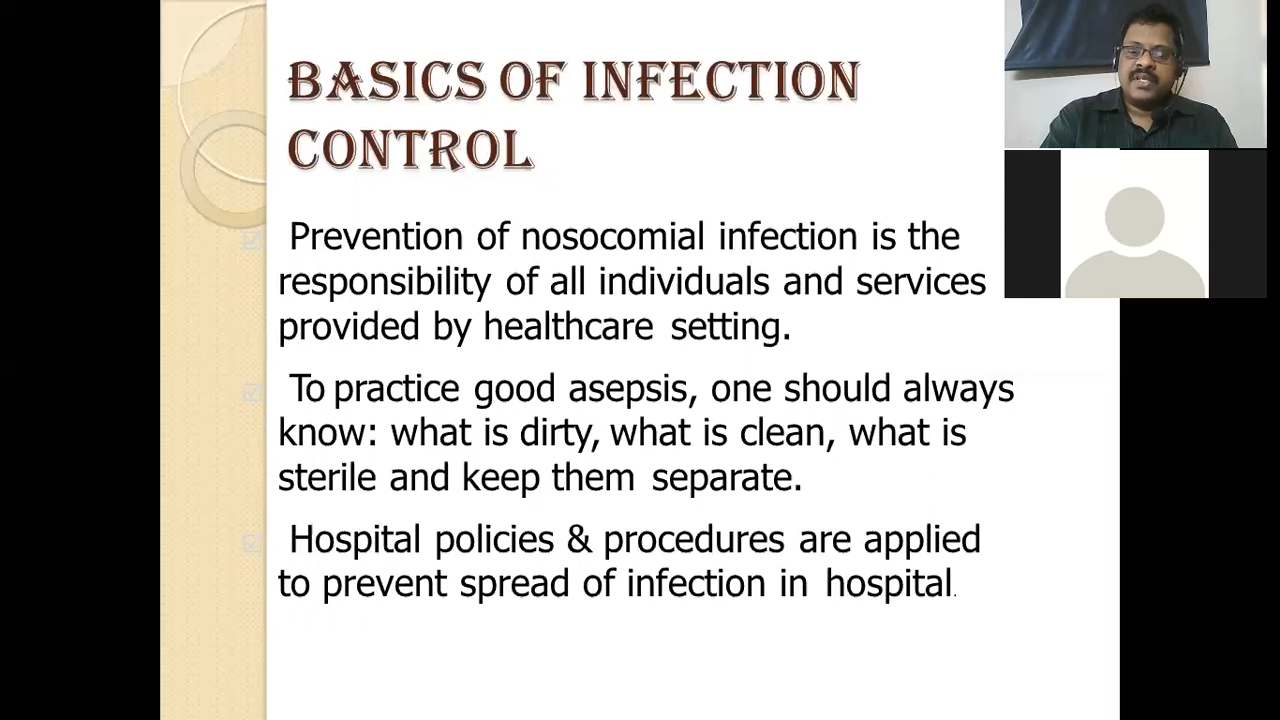 BASICS OF INFECTION
CONTROL
Prevention of nosocomial infection is the
responsibility of all individuals and services
provided by healthcare setting.
To practice good asepsis, one should always
know: what is dirty, what is clean, what is
sterile and keep them separate.
Hospital policies & procedures are applied
to prevent spread of infection in hospital.